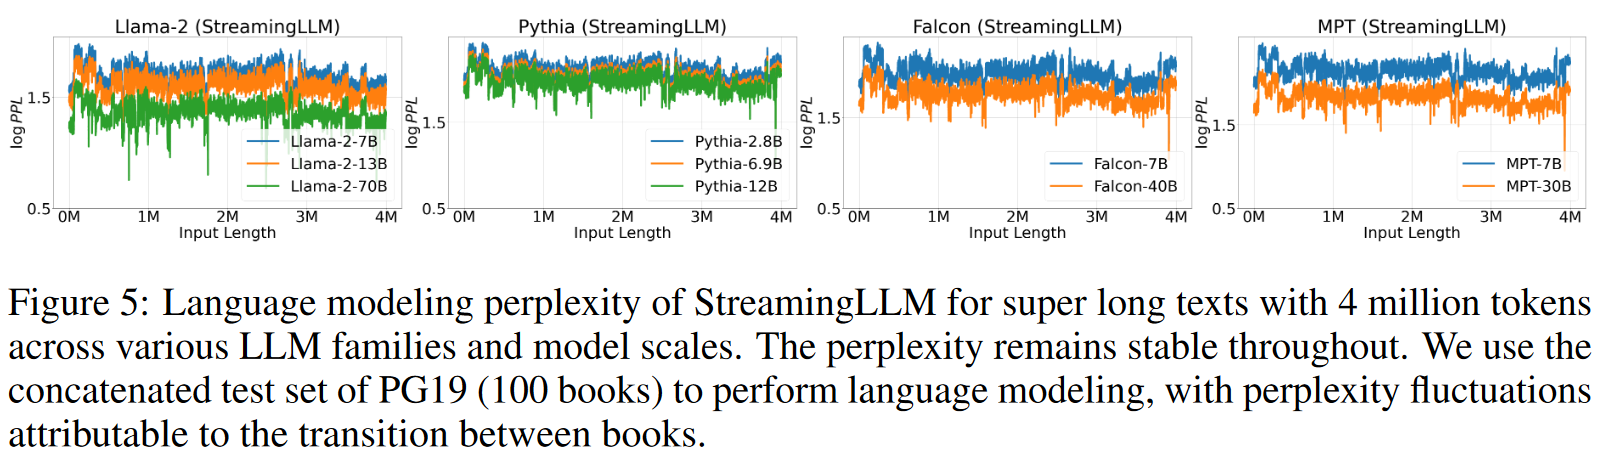 Llama-2 (StreamingLLM)
log PPL
1.5
0.5
0M 1M 2M 3M 4M
Input Length
Llama-2-7B
Llama-2-13B
Llama-2-70B
Pythia (StreamingLLM)
log PPL
1.5
0.5
0M 1M 2M 3M 4M
Input Length
Pythia-2.8B
Pythia-6.9B
Pythia-12B
Falcon (StreamingLLM)
log PPL
1.5
0.5
0M 1M 2M 3M 4M
Input Length
Falcon-7B
Falcon-40B
MPT (StreamingLLM)
log PPL
1.5
0.5
0M 1M 2M 3M 4M
Input Length
MPT-7B
MPT-30B
Figure 5: Language modeling perplexity of StreamingLLM for super long texts with 4 million tokens
across various LLM families and model scales. The perplexity remains stable throughout. We use the
concatenated test set of PG19 (100 books) to perform language modeling, with perplexity fluctuations
attributable to the transition between books.